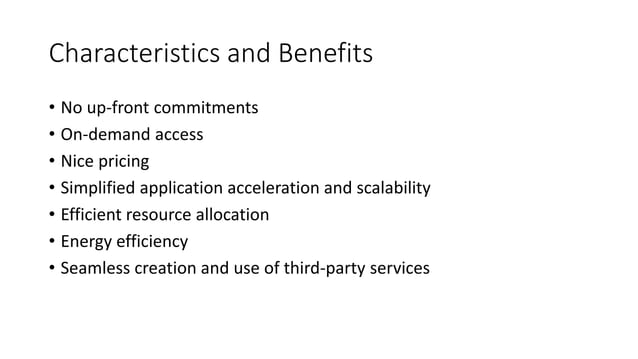 Characteristics and Benefits
• No up-front commitments
• On-demand access
• Nice pricing
• Simplified application acceleration and scalability
• Efficient resource allocation
• Energy efficiency
• Seamless creation and use of third-party services